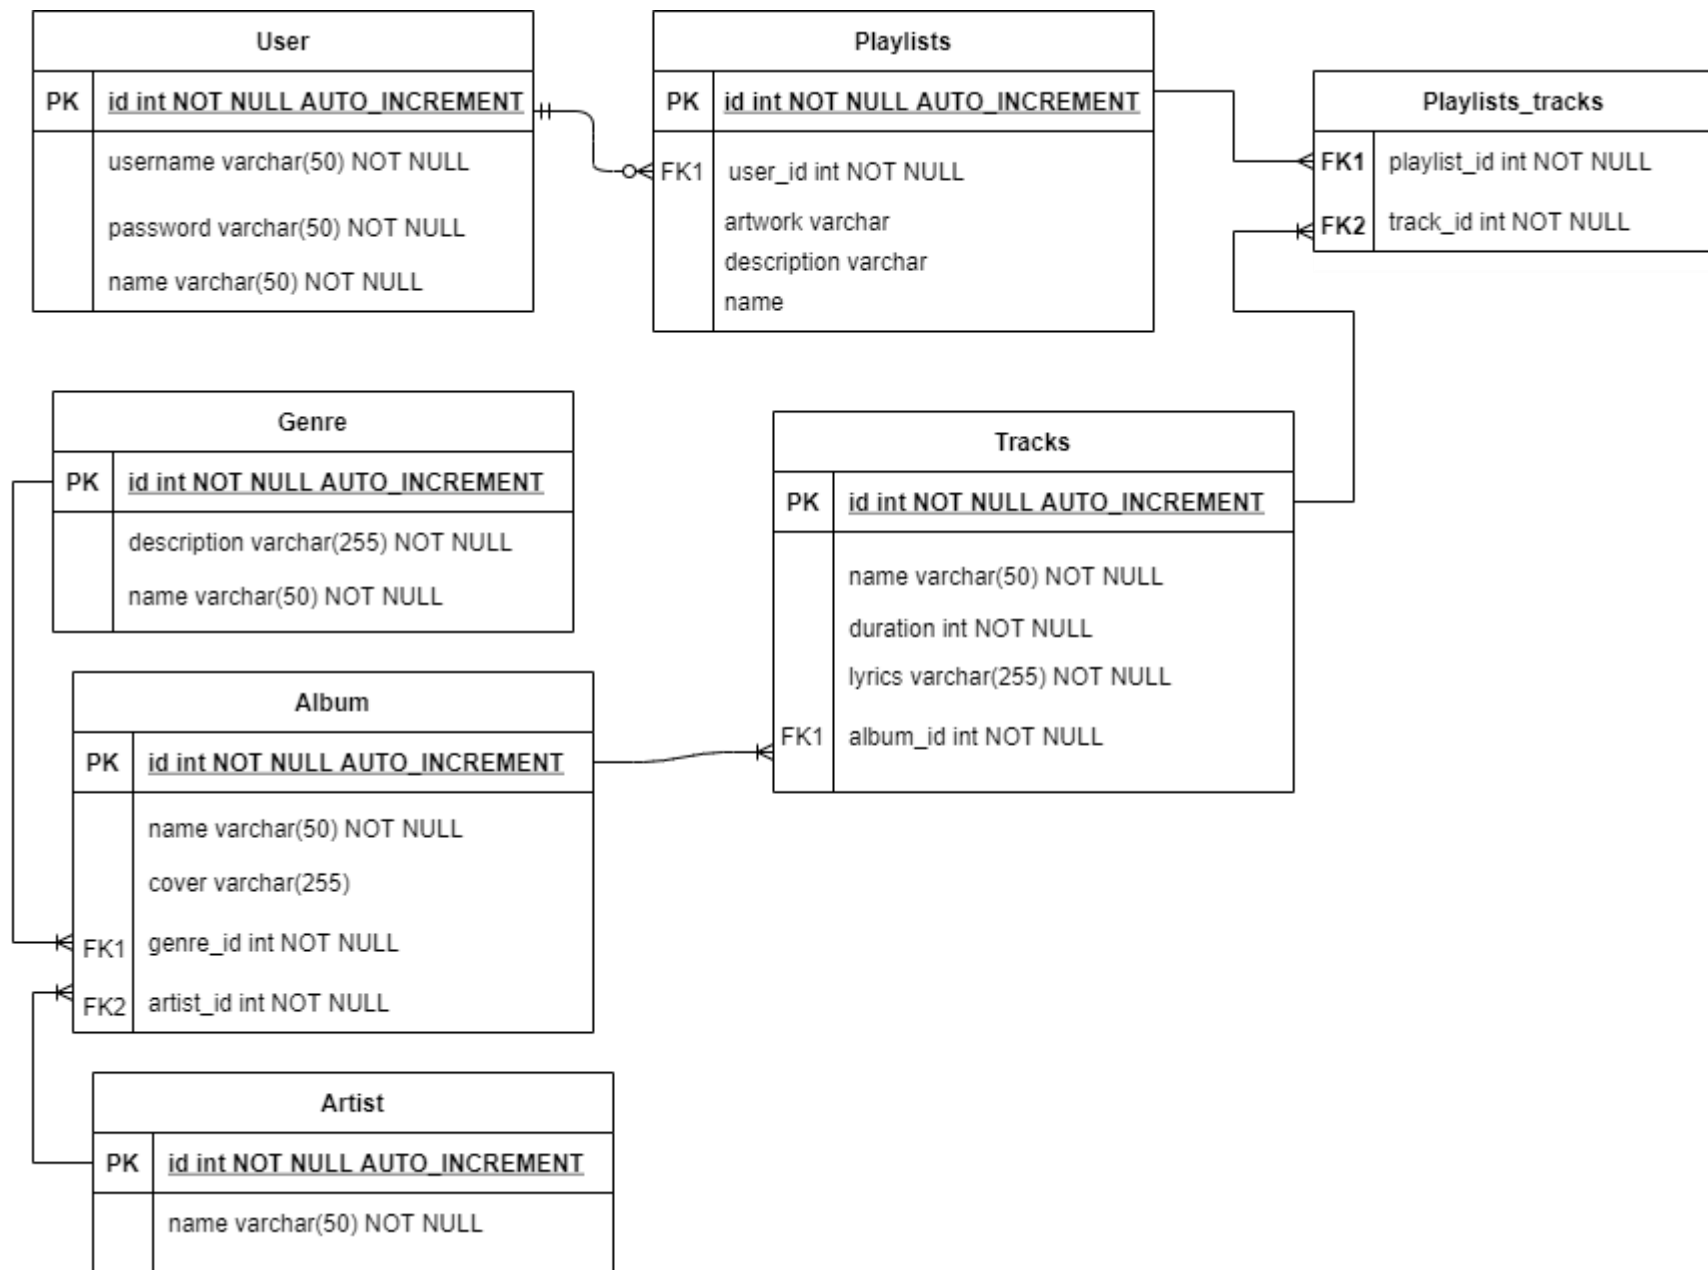 User
PK id int NOT NULL AUTO_INCREMENT
username varchar(50) NOT NULL
password varchar(50) NOT NULL
name varchar(50) NOT NULL
Playlists
PK id int NOT NULL AUTO_INCREMENT
FK1 user_id int NOT NULL
artwork varchar
description varchar
name
Playlists_tracks
FK1 playlist_id int NOT NULL
FK2 track_id int NOT NULL
Genre
PK id int NOT NULL AUTO_INCREMENT
description varchar(255) NOT NULL
name varchar(50) NOT NULL
Tracks
PK id int NOT NULL AUTO_INCREMENT
name varchar(50) NOT NULL
duration int NOT NULL
lyrics varchar(255) NOT NULL
FK1 album_id int NOT NULL
Album
PK id int NOT NULL AUTO_INCREMENT
name varchar(50) NOT NULL
cover varchar(255)
FK1 genre_id int NOT NULL
FK2 artist_id int NOT NULL
Artist
PK id int NOT NULL AUTO_INCREMENT
name varchar(50) NOT NULL